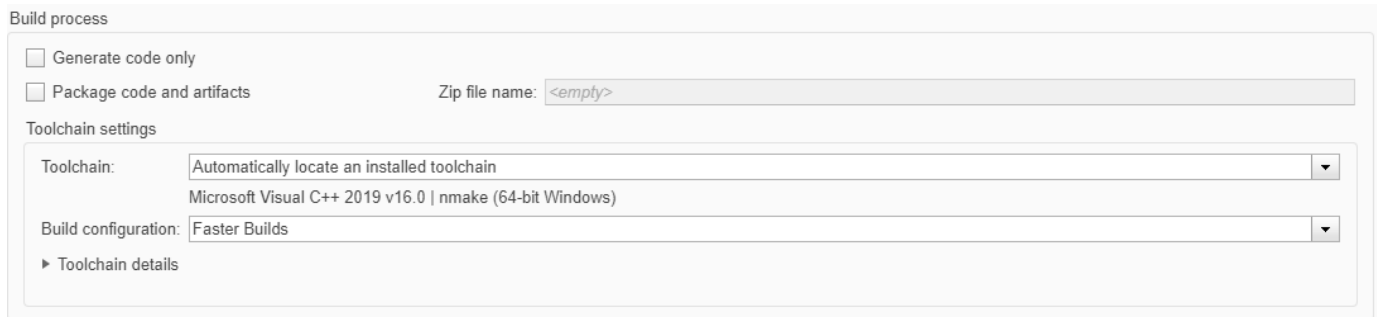 Build process
Generate code only
Package code and artifacts Zip file name: <empty>
Toolchain settings
Toolchain: Automatically locate an installed toolchain
Microsoft Visual C++ 2019 v16.0 | nmake (64-bit Windows)
Build configuration: Faster Builds
Toolchain details